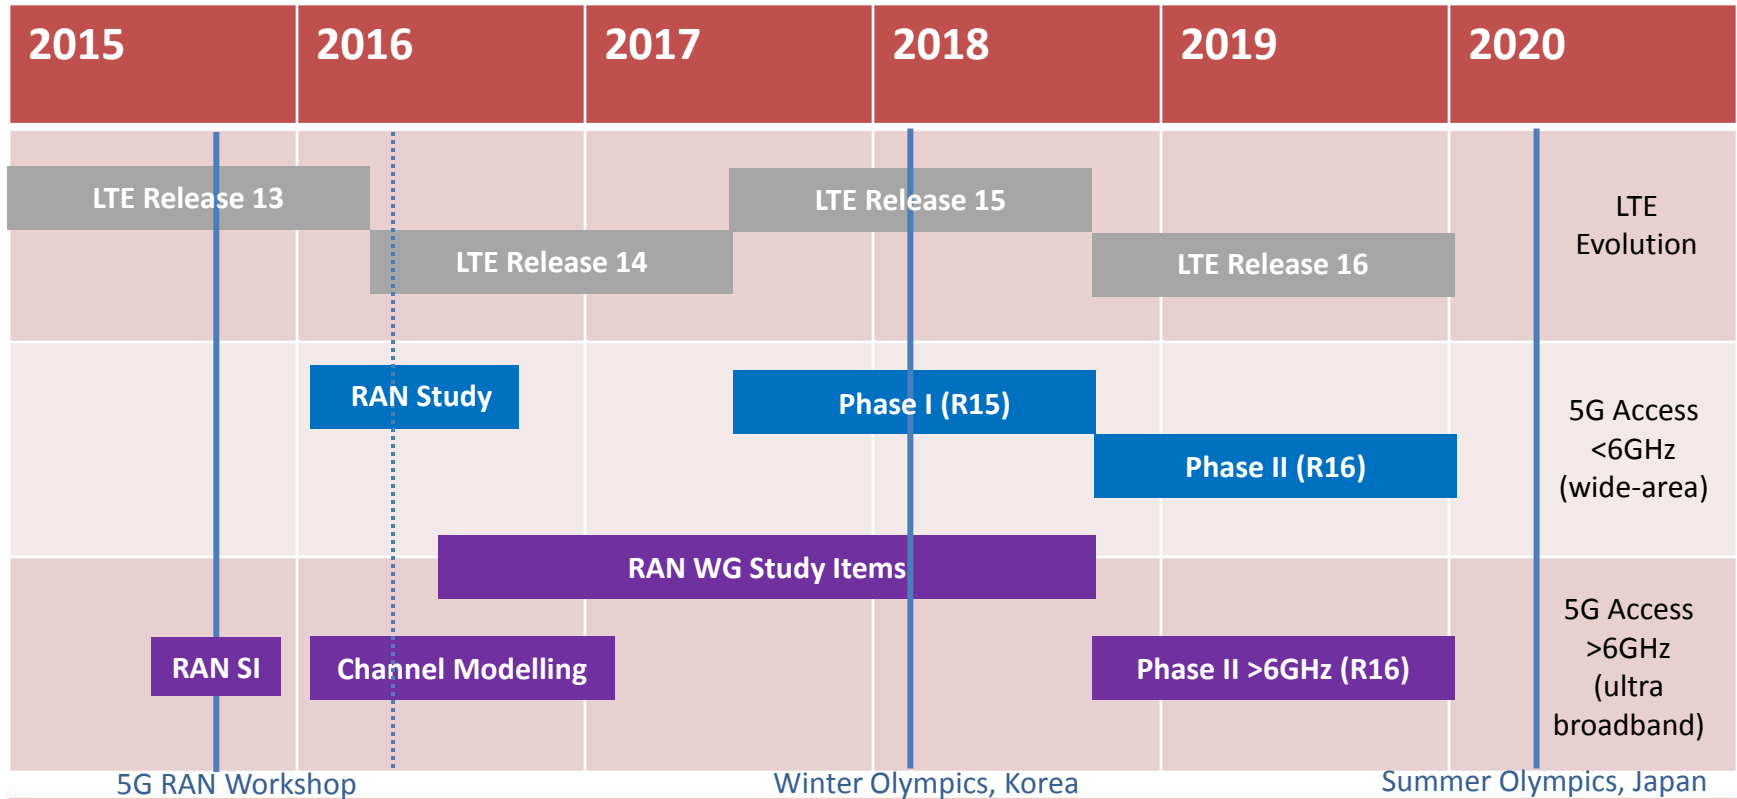 2015
2016
2017
2018
2019
2020
LTE Release 13
LTE Release 15
LTE Release 14
LTE Release 16
LTE
Evolution
RAN Study
Phase I (R15)
Phase II (R16)
5G Access
<6GHz
(wide-area)
RAN WG Study Items
RAN SI
Channel Modelling
Phase II >6GHz (R16)
5G Access
>6GHz
(ultra
broadband)
5G RAN Workshop
Winter Olympics, Korea
Summer Olympics, Japan